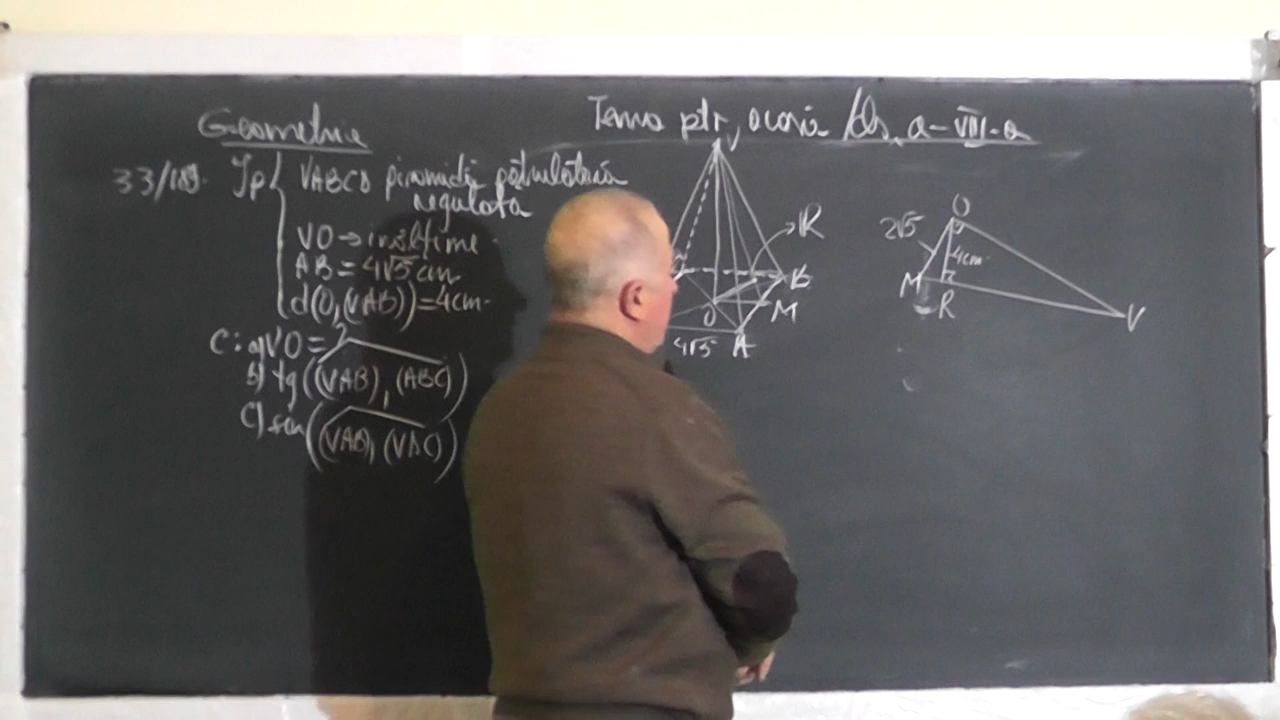 Geometrie
Tema ptr. acasă cls. a-VIII-a
33/189. Ip
VABCD piramidă patrulateră
regulată
VO → înălțime
AB = 4√5 cm
d(O,(VAB)) = 4cm
C: a) VO = ?
b) tg((VAB), (ABC))
c) sin((VAB), (VAC))
V
R
B
M
O
4√5 A
O
2√5
4cm
M
R
V